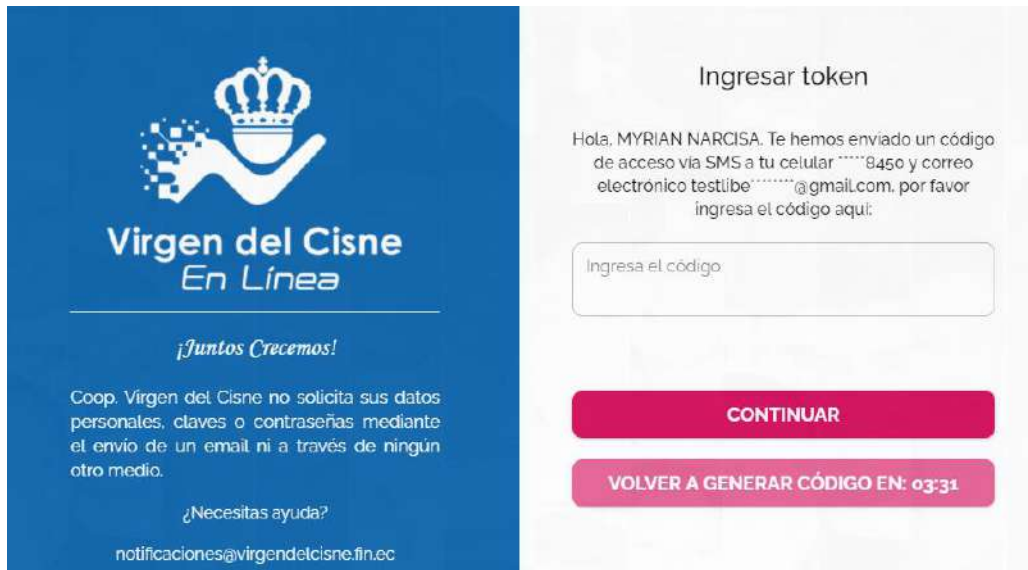 Virgen del Cisne
En Línea
¡Juntos Crecemos!
Coop. Virgen del Cisne no solicita sus datos
personales, claves o contraseñas mediante
el envío de un email ni a través de ningún
otro medio.
¿Necesitas ayuda?
notificaciones@virgendelcisne.fin.ec
Ingresar token
Hola, MYRIAN NARCISA. Te hemos enviado un código
de acceso vía SMS a tu celular *****8450 y correo
electrónico testlibe********@gmail.com, por favor
ingresa el código aquí:
Ingresa el código
CONTINUAR
VOLVER A GENERAR CÓDIGO EN: 03:31